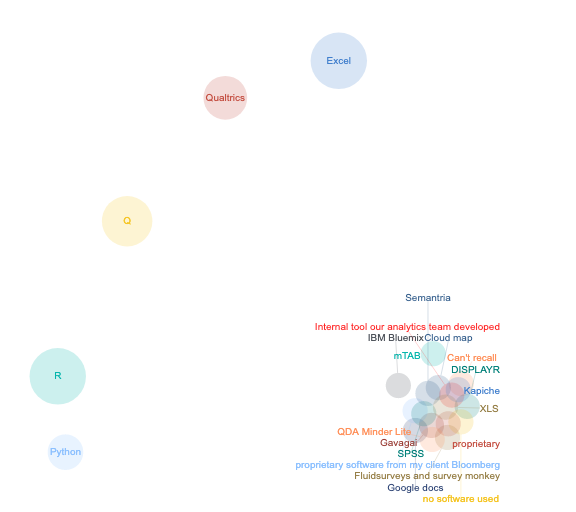 Excel
Qualtrics
Q
Semantria
Internal tool our analytics team developed
IBM Bluemix
Cloud map
mTAB
Can't recall
DISPLAYR
R
Kapiche
XLS
QDA Minder Lite
Gavagai
proprietary
Python
SPSS
proprietary software from my client Bloomberg
Fluidsurveys and survey monkey
Google docs
no software used